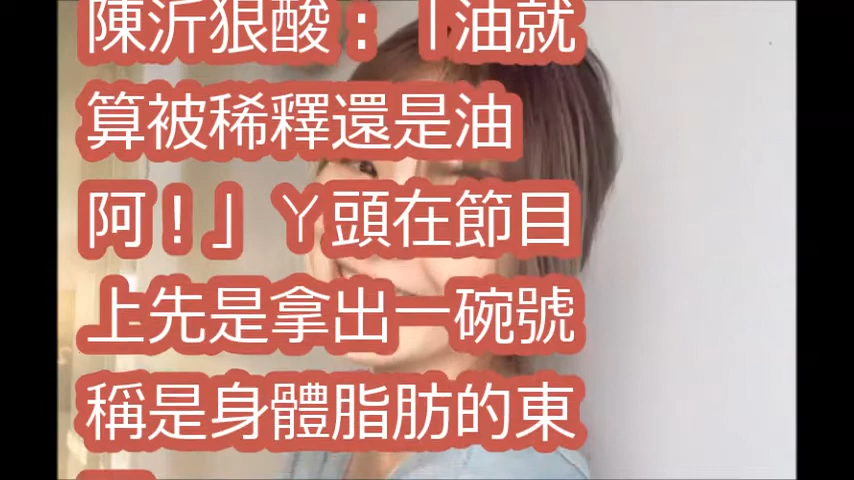 陳沂狠酸：「油就
算被稀釋還是油
阿！」ㄚ頭在節目
上先是拿出一碗號
稱是身體脂肪的東